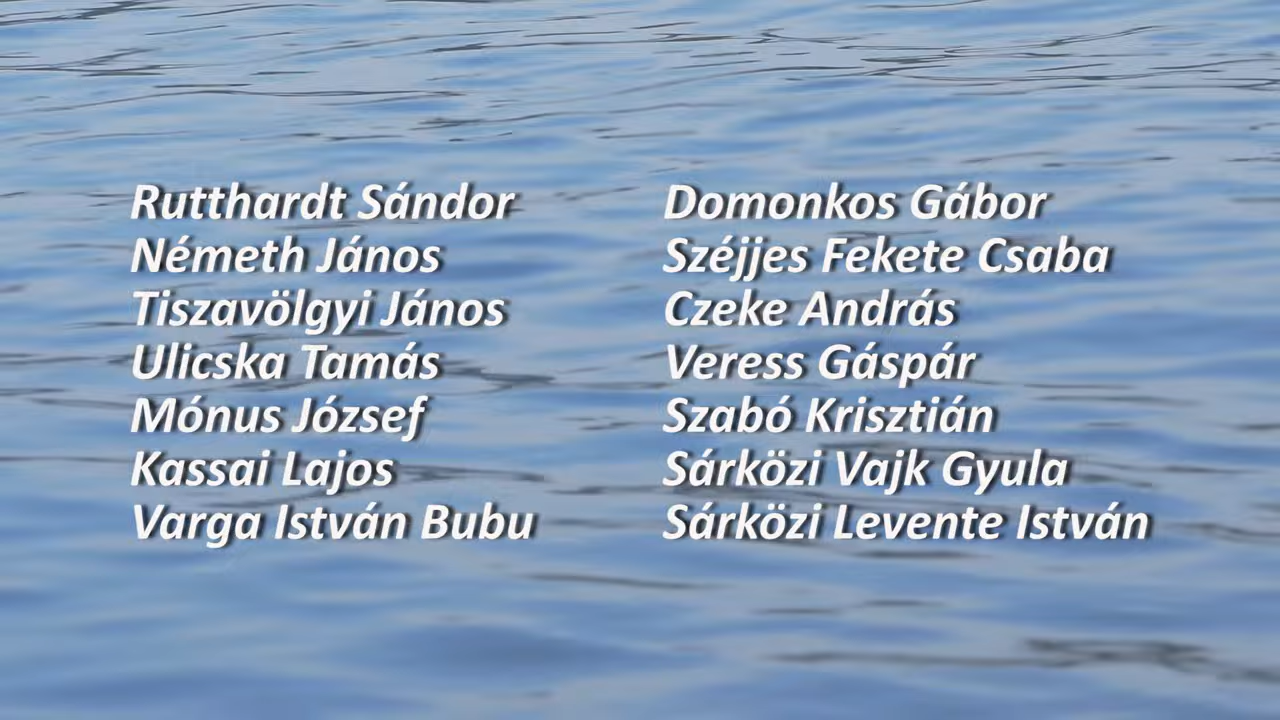 Rutthardt Sándor
Németh János
Tiszavölgyi János
Ulicska Tamás
Mónus József
Kassai Lajos
Varga István Bubu
Domonkos Gábor
Széjjes Fekete Csaba
Czeke András
Veress Gáspár
Szabó Krisztián
Sárközi Vajk Gyula
Sárközi Levente István